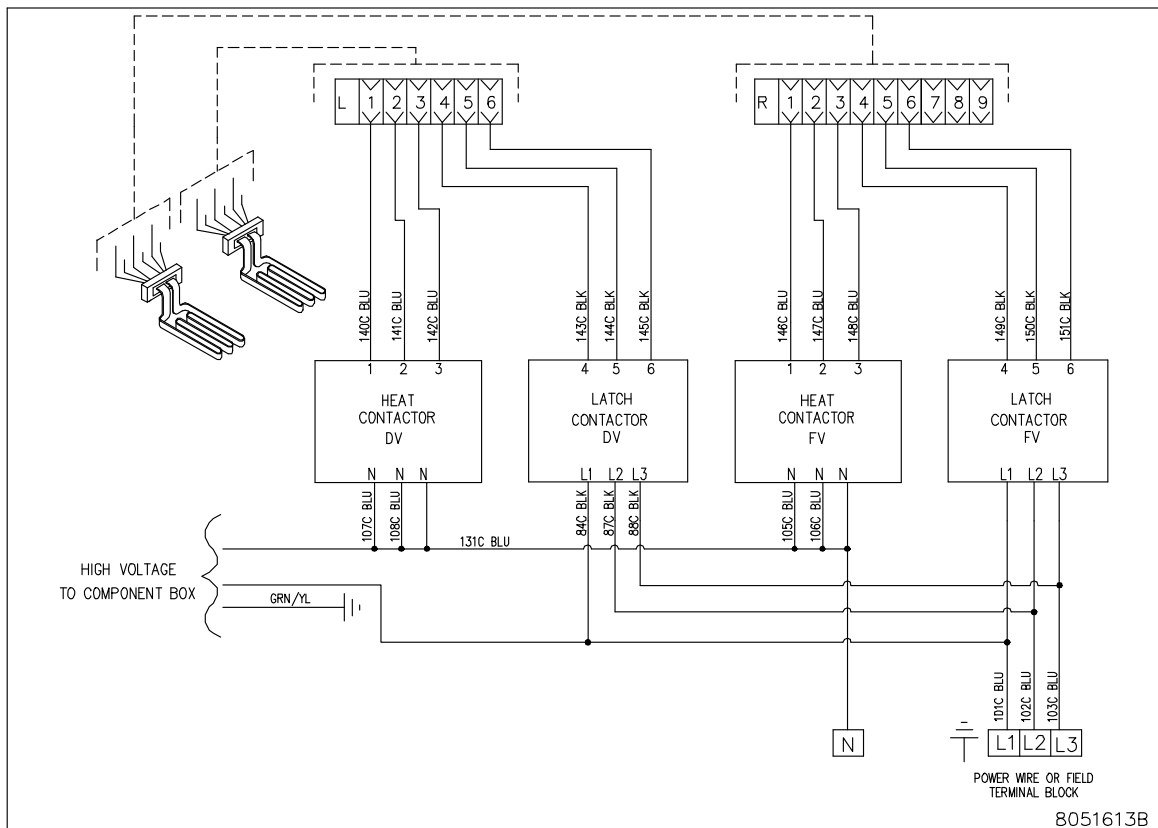 L 1 2 3 4 5 6
R 1 2 3 4 5 6 7 8 9
140C BLU
141C BLU
142C BLU
143C BLK
144C BLK
145C BLK
146C BLU
147C BLU
148C BLU
149C BLK
150C BLK
151C BLK
1 2 3
HEAT
CONTACTOR
DV
N N N
4 5 6
LATCH
CONTACTOR
DV
L1 L2 L3
1 2 3
HEAT
CONTACTOR
FV
N N N
4 5 6
LATCH
CONTACTOR
FV
L1 L2 L3
107C BLU
108C BLU
84C BLK
87C BLK
88C BLK
105C BLU
106C BLU
131C BLU
HIGH VOLTAGE
TO COMPONENT BOX
GRN/YL
101C BLU
102C BLU
103C BLU
N
L1 L2 L3
POWER WIRE OR FIELD
TERMINAL BLOCK
8051613B